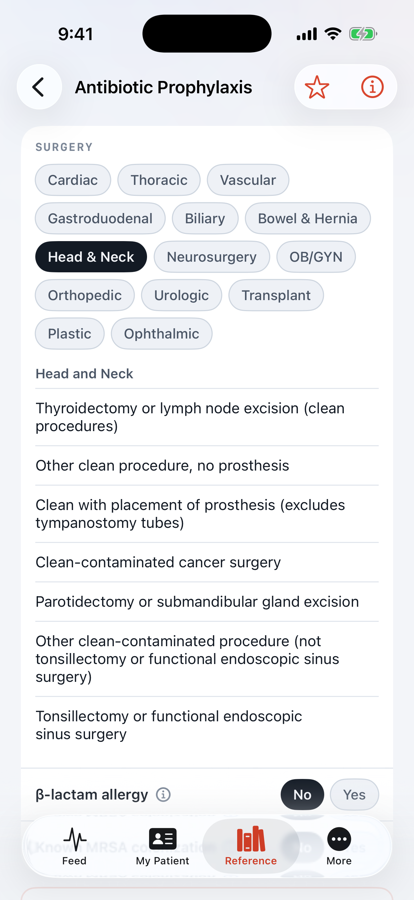 9:41
Antibiotic Prophylaxis
SURGERY
Cardiac Thoracic Vascular
Gastroduodenal Biliary Bowel & Hernia
Head & Neck Neurosurgery OB/GYN
Orthopedic Urologic Transplant
Plastic Ophthalmic
Head and Neck
Thyroidectomy or lymph node excision (clean
procedures)
Other clean procedure, no prosthesis
Clean with placement of prosthesis (excludes
tympanostomy tubes)
Clean-contaminated cancer surgery
Parotidectomy or submandibular gland excision
Other clean-contaminated procedure (not
tonsillectomy or functional endoscopic sinus
surgery)
Tonsillectomy or functional endoscopic
sinus surgery
β-lactam allergy No Yes
Known MRSA
Feed My Patient Reference More